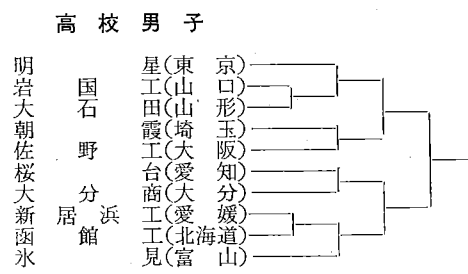 高校男子
明星(東京)
岩国工(山口)
大石田(山形)
朝霞(埼玉)
佐野工(大阪)
桜台(愛知)
大分商(大分)
新居浜工(愛媛)
函館工(北海道)
氷見(富山)